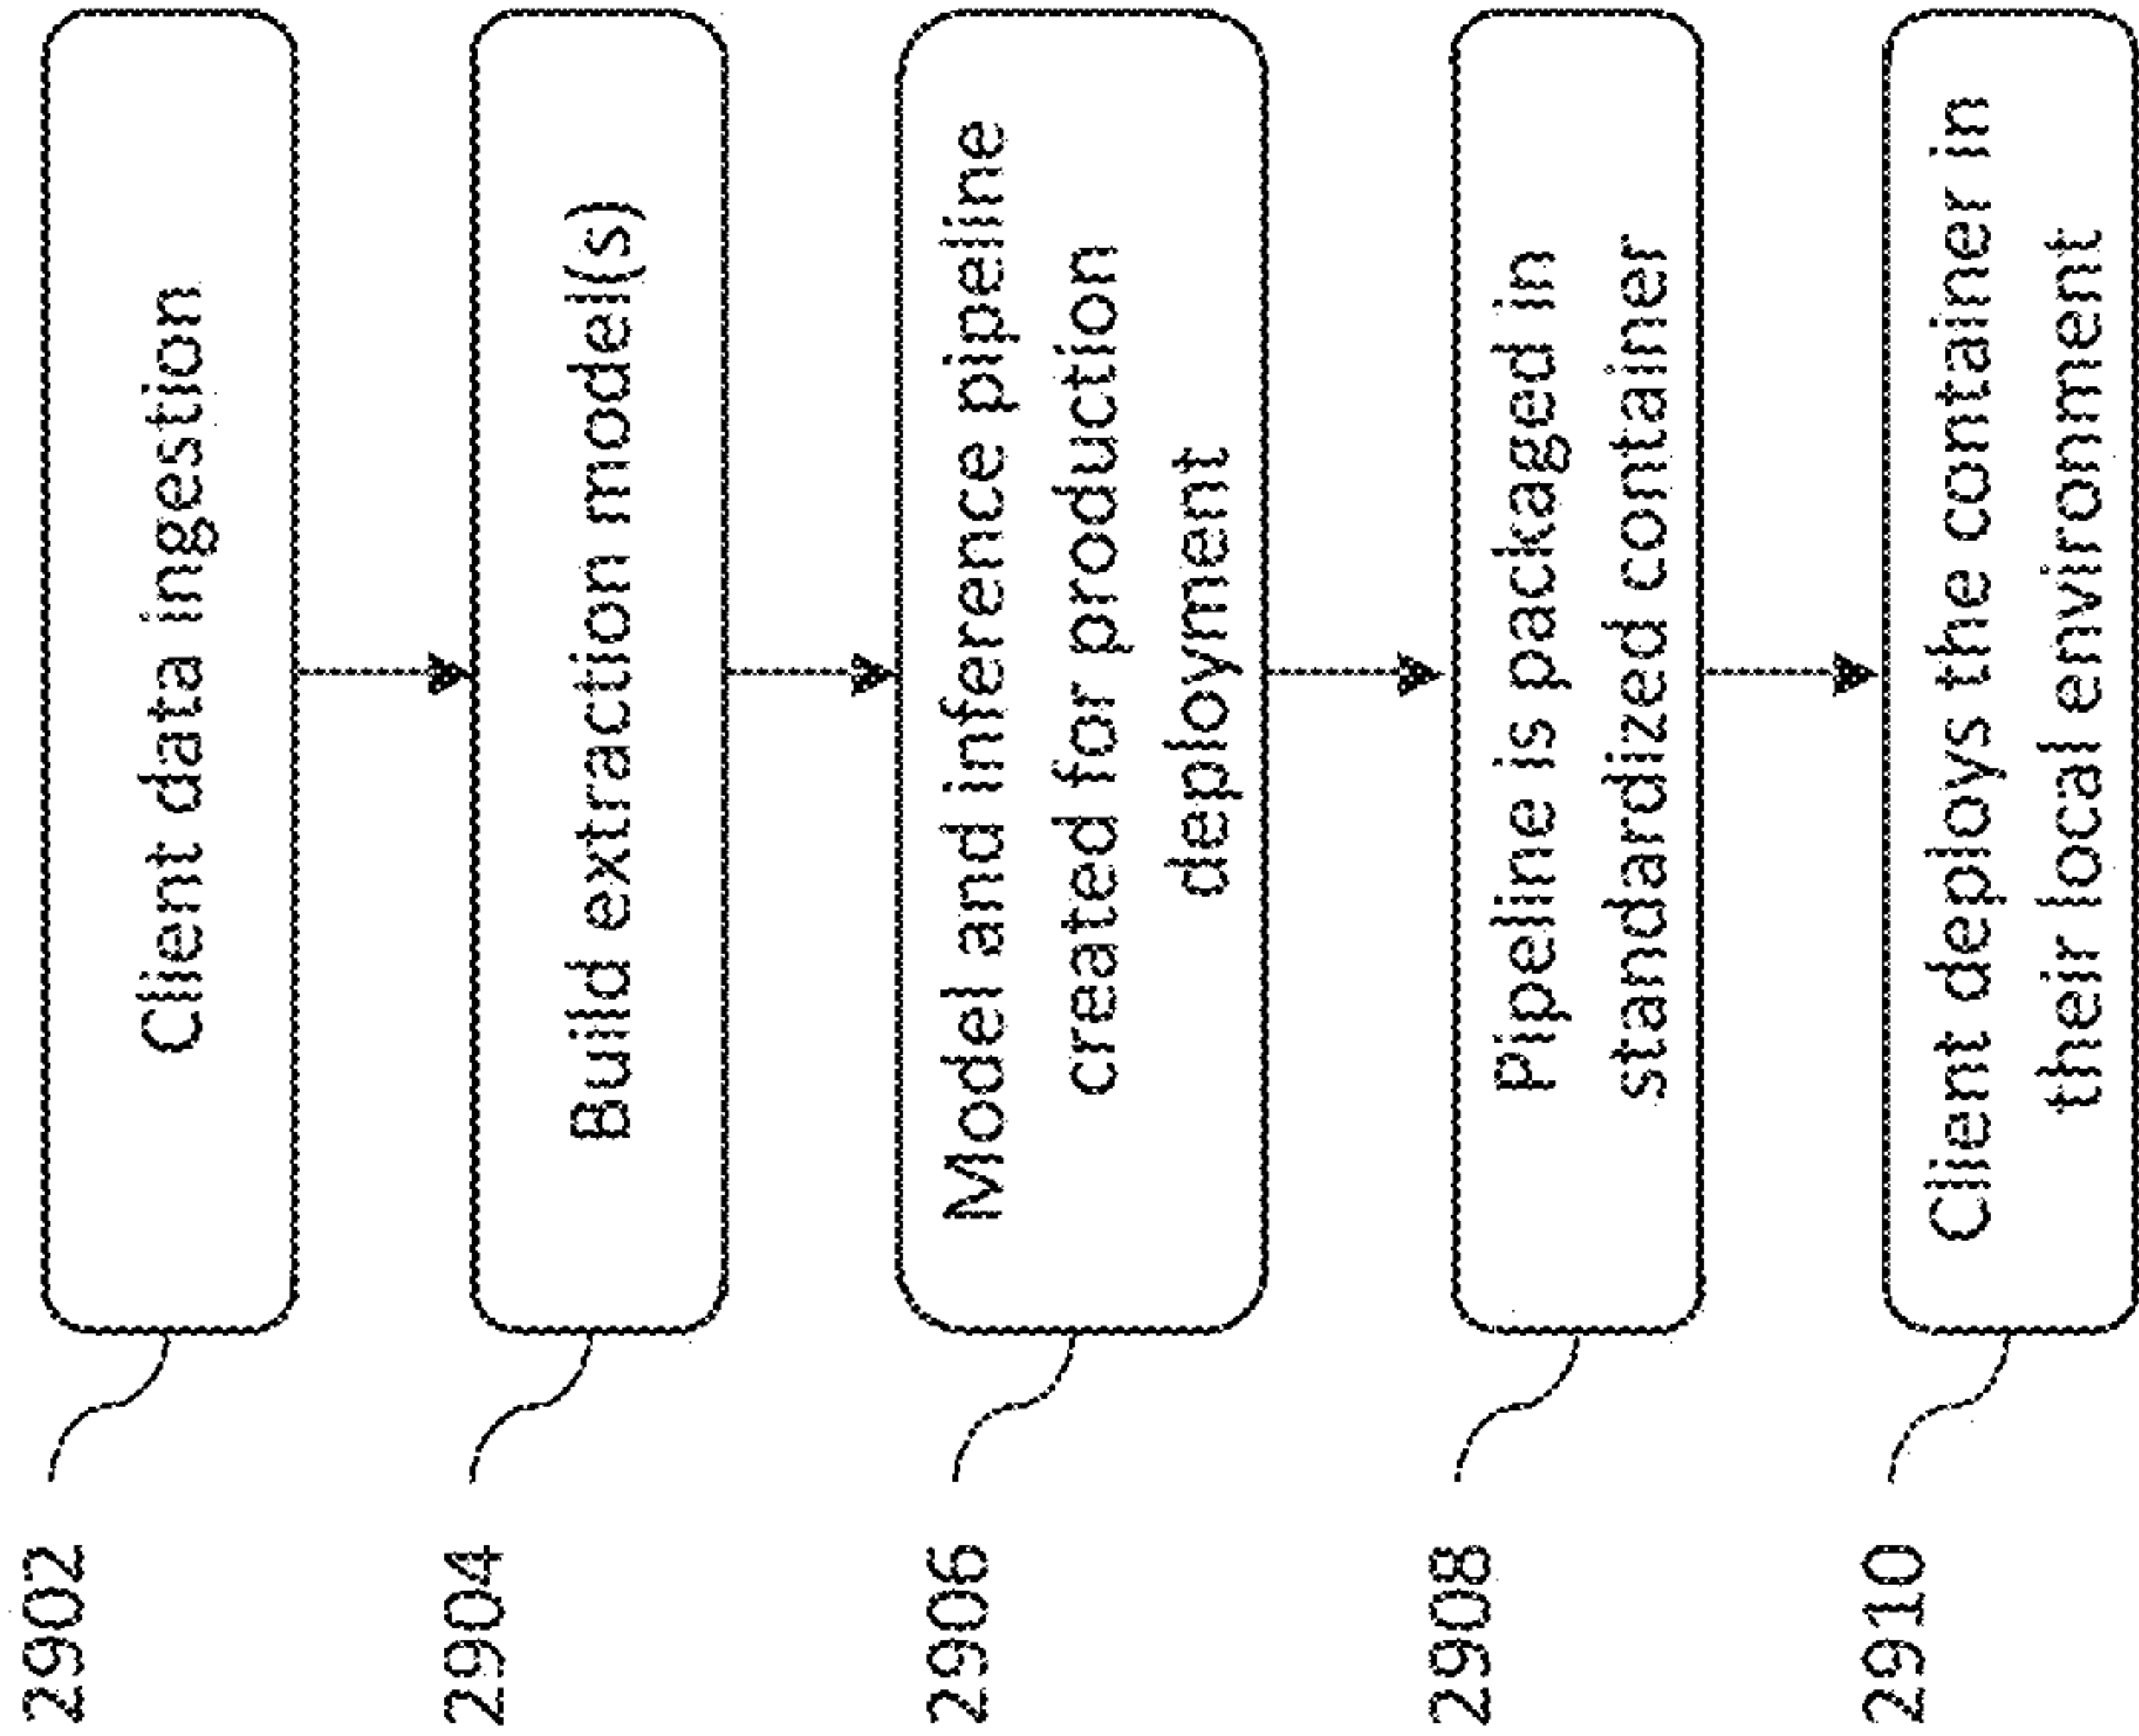 2902
Client data ingestion
2904
Build extraction model(s)
2906
Model and inference pipeline
created for production
deployment
2908
Pipeline is packaged in
standardized container
2910
Client deploys the container in
their local environment